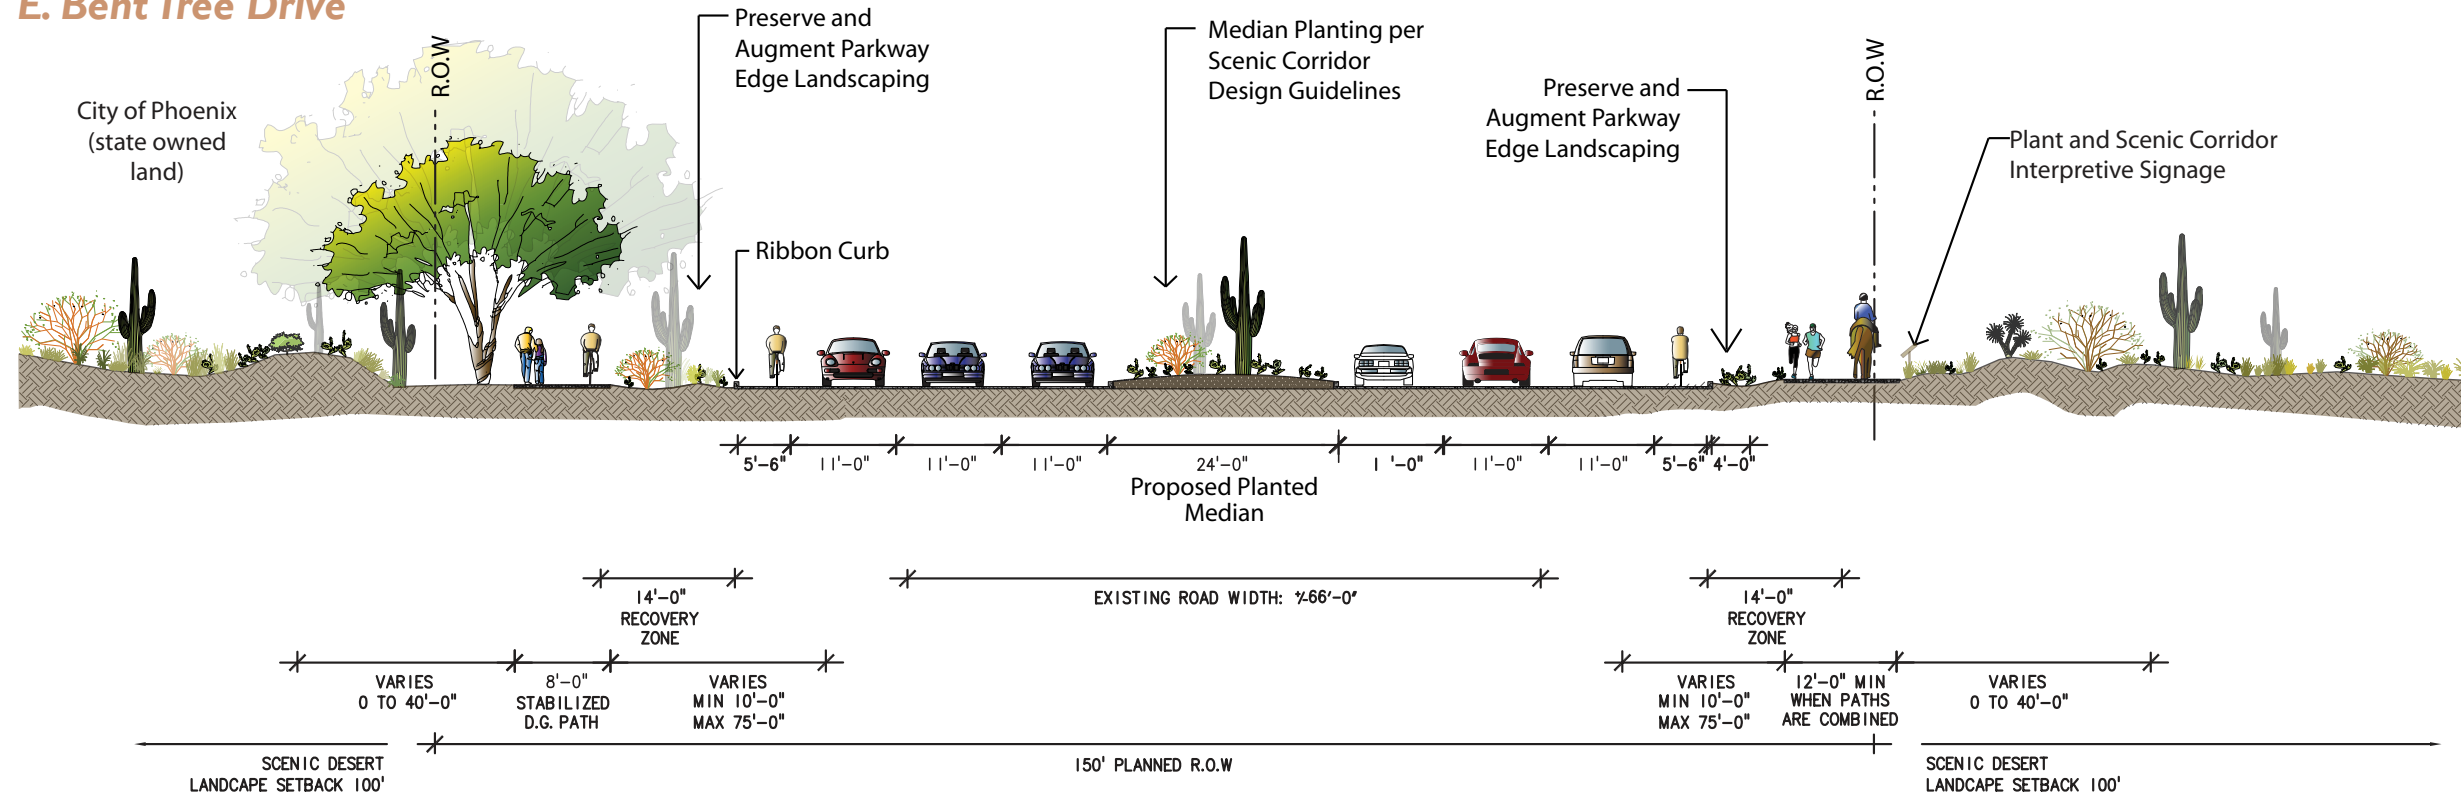 E. Bent Tree Drive
City of Phoenix
(state owned
land)
R.O.W
Preserve and
Augment Parkway
Edge Landscaping
Ribbon Curb
Median Planting per
Scenic Corridor
Design Guidelines
Preserve and
Augment Parkway
Edge Landscaping
R.O.W
Plant and Scenic Corridor
Interpretive Signage
5'-6" 11'-0" 11'-0" 11'-0" 24'-0" 1 '-0" 11'-0" 11'-0" 5'-6" 4'-0"
Proposed Planted
Median
14'-0"
RECOVERY
ZONE
EXISTING ROAD WIDTH: +/-66'-0"
14'-0"
RECOVERY
ZONE
VARIES
0 TO 40'-0"
8'-0"
STABILIZED
D.G. PATH
VARIES
MIN 10'-0"
MAX 75'-0"
VARIES
MIN 10'-0"
MAX 75'-0"
12'-0" MIN
WHEN PATHS
ARE COMBINED
VARIES
0 TO 40'-0"
SCENIC DESERT
LANDSCAPE SETBACK 100'
150' PLANNED R.O.W
SCENIC DESERT
LANDSCAPE SETBACK 100'